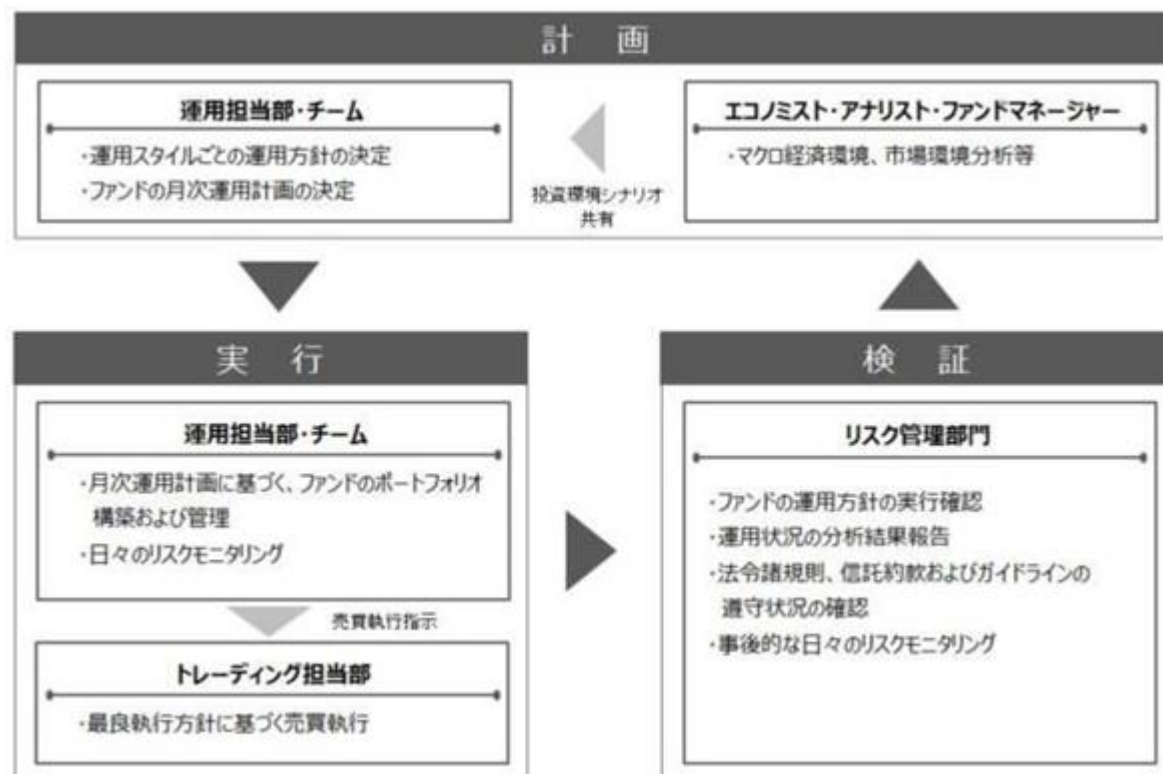 計 画
運用担当部・チーム
・運用スタイルごとの運用方針の決定
・ファンドの月次運用計画の決定
投資環境シナリオ
共有
エコノミスト・アナリスト・ファンドマネージャー
・マクロ経済環境、市場環境分析等
実 行
運用担当部・チーム
・月次運用計画に基づく、ファンドのポートフォリオ
構築および管理
・日々のリスクモニタリング
売買執行指示
トレーディング担当部
・最良執行方針に基づく売買執行
検 証
リスク管理部門
・ファンドの運用方針の実行確認
・運用状況の分析結果報告
・法令諸規則、信託約款およびガイドラインの
遵守状況の確認
・事後的な日々のリスクモニタリング